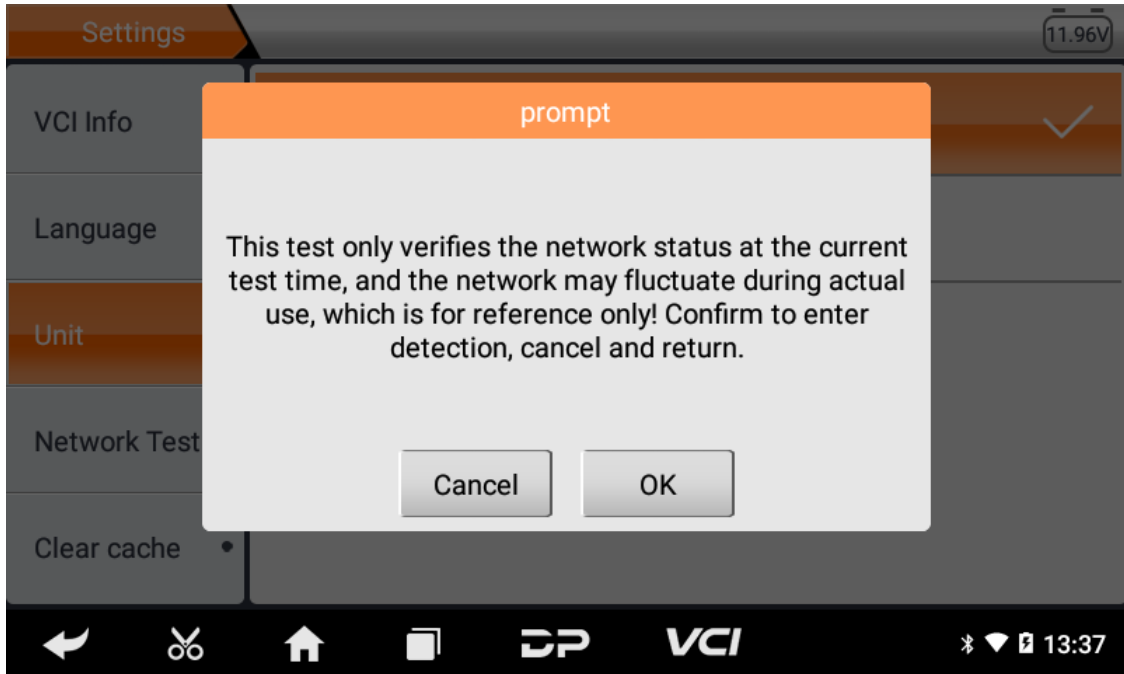 Settings
11.96V
VCI Info
Language
Unit
Network Test
Clear cache
prompt
This test only verifies the network status at the current
test time, and the network may fluctuate during actual
use, which is for reference only! Confirm to enter
detection, cancel and return.
Cancel OK
DP VCI 13:37